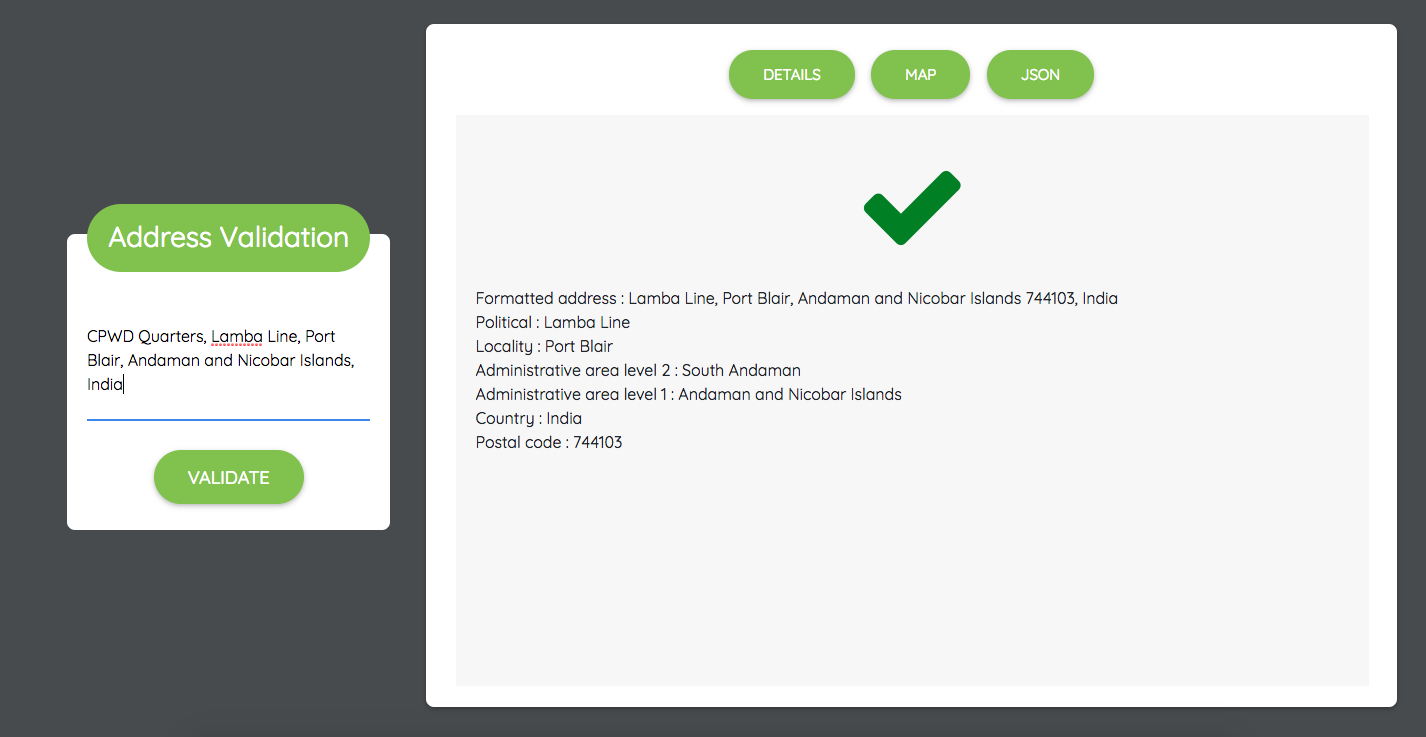 Address Validation
CPWD Quarters, Lamba Line, Port
Blair, Andaman and Nicobar Islands,
India
VALIDATE
DETAILS
MAP
JSON
Formatted address : Lamba Line, Port Blair, Andaman and Nicobar Islands 744103, India
Political : Lamba Line
Locality : Port Blair
Administrative area level 2 : South Andaman
Administrative area level 1 : Andaman and Nicobar Islands
Country : India
Postal code : 744103